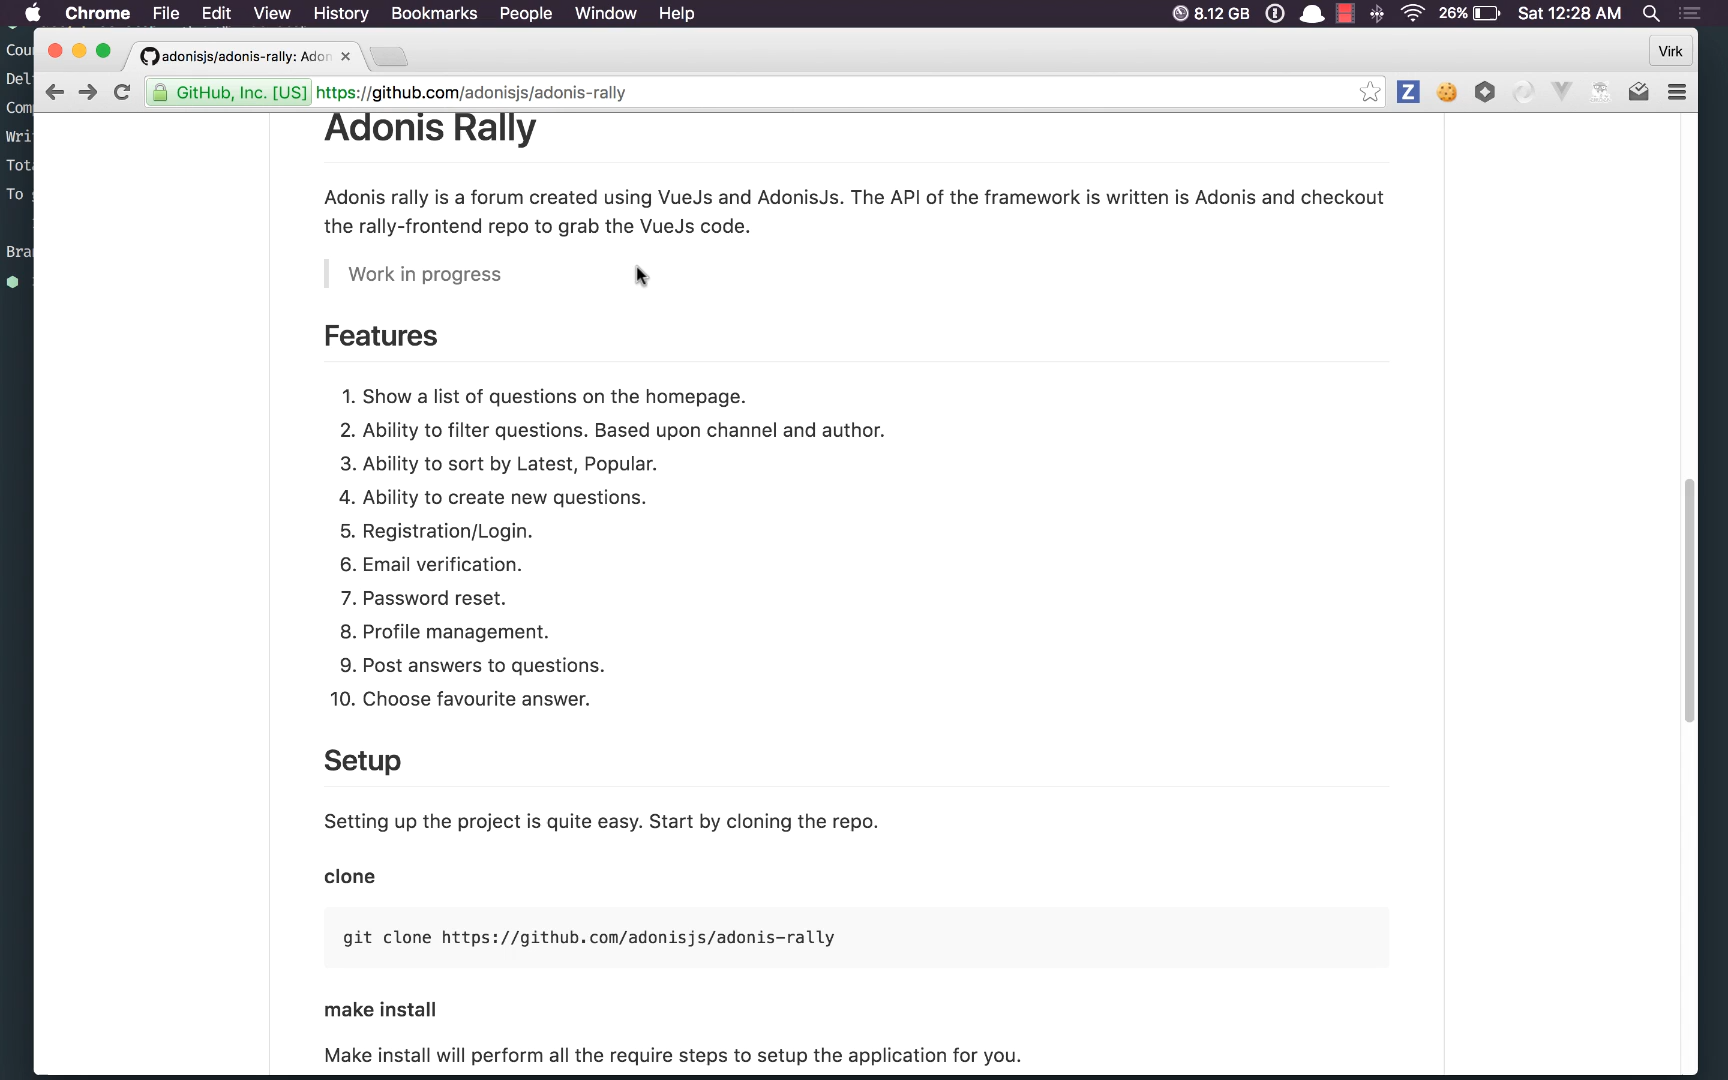 Chrome File Edit View History Bookmarks People Window Help 8.12 GB 26% Sat 12:28 AM
adonisjs/adonis-rally: Adon
Virk
GitHub, Inc. [US] https://github.com/adonisjs/adonis-rally
Z
Adonis Rally
Adonis rally is a forum created using VueJs and AdonisJs. The API of the framework is written is Adonis and checkout
the rally-frontend repo to grab the VueJs code.
Work in progress
Features
1. Show a list of questions on the homepage.
2. Ability to filter questions. Based upon channel and author.
3. Ability to sort by Latest, Popular.
4. Ability to create new questions.
5. Registration/Login.
6. Email verification.
7. Password reset.
8. Profile management.
9. Post answers to questions.
10. Choose favourite answer.
Setup
Setting up the project is quite easy. Start by cloning the repo.
clone
git clone https://github.com/adonisjs/adonis-rally
make install
Make install will perform all the require steps to setup the application for you.